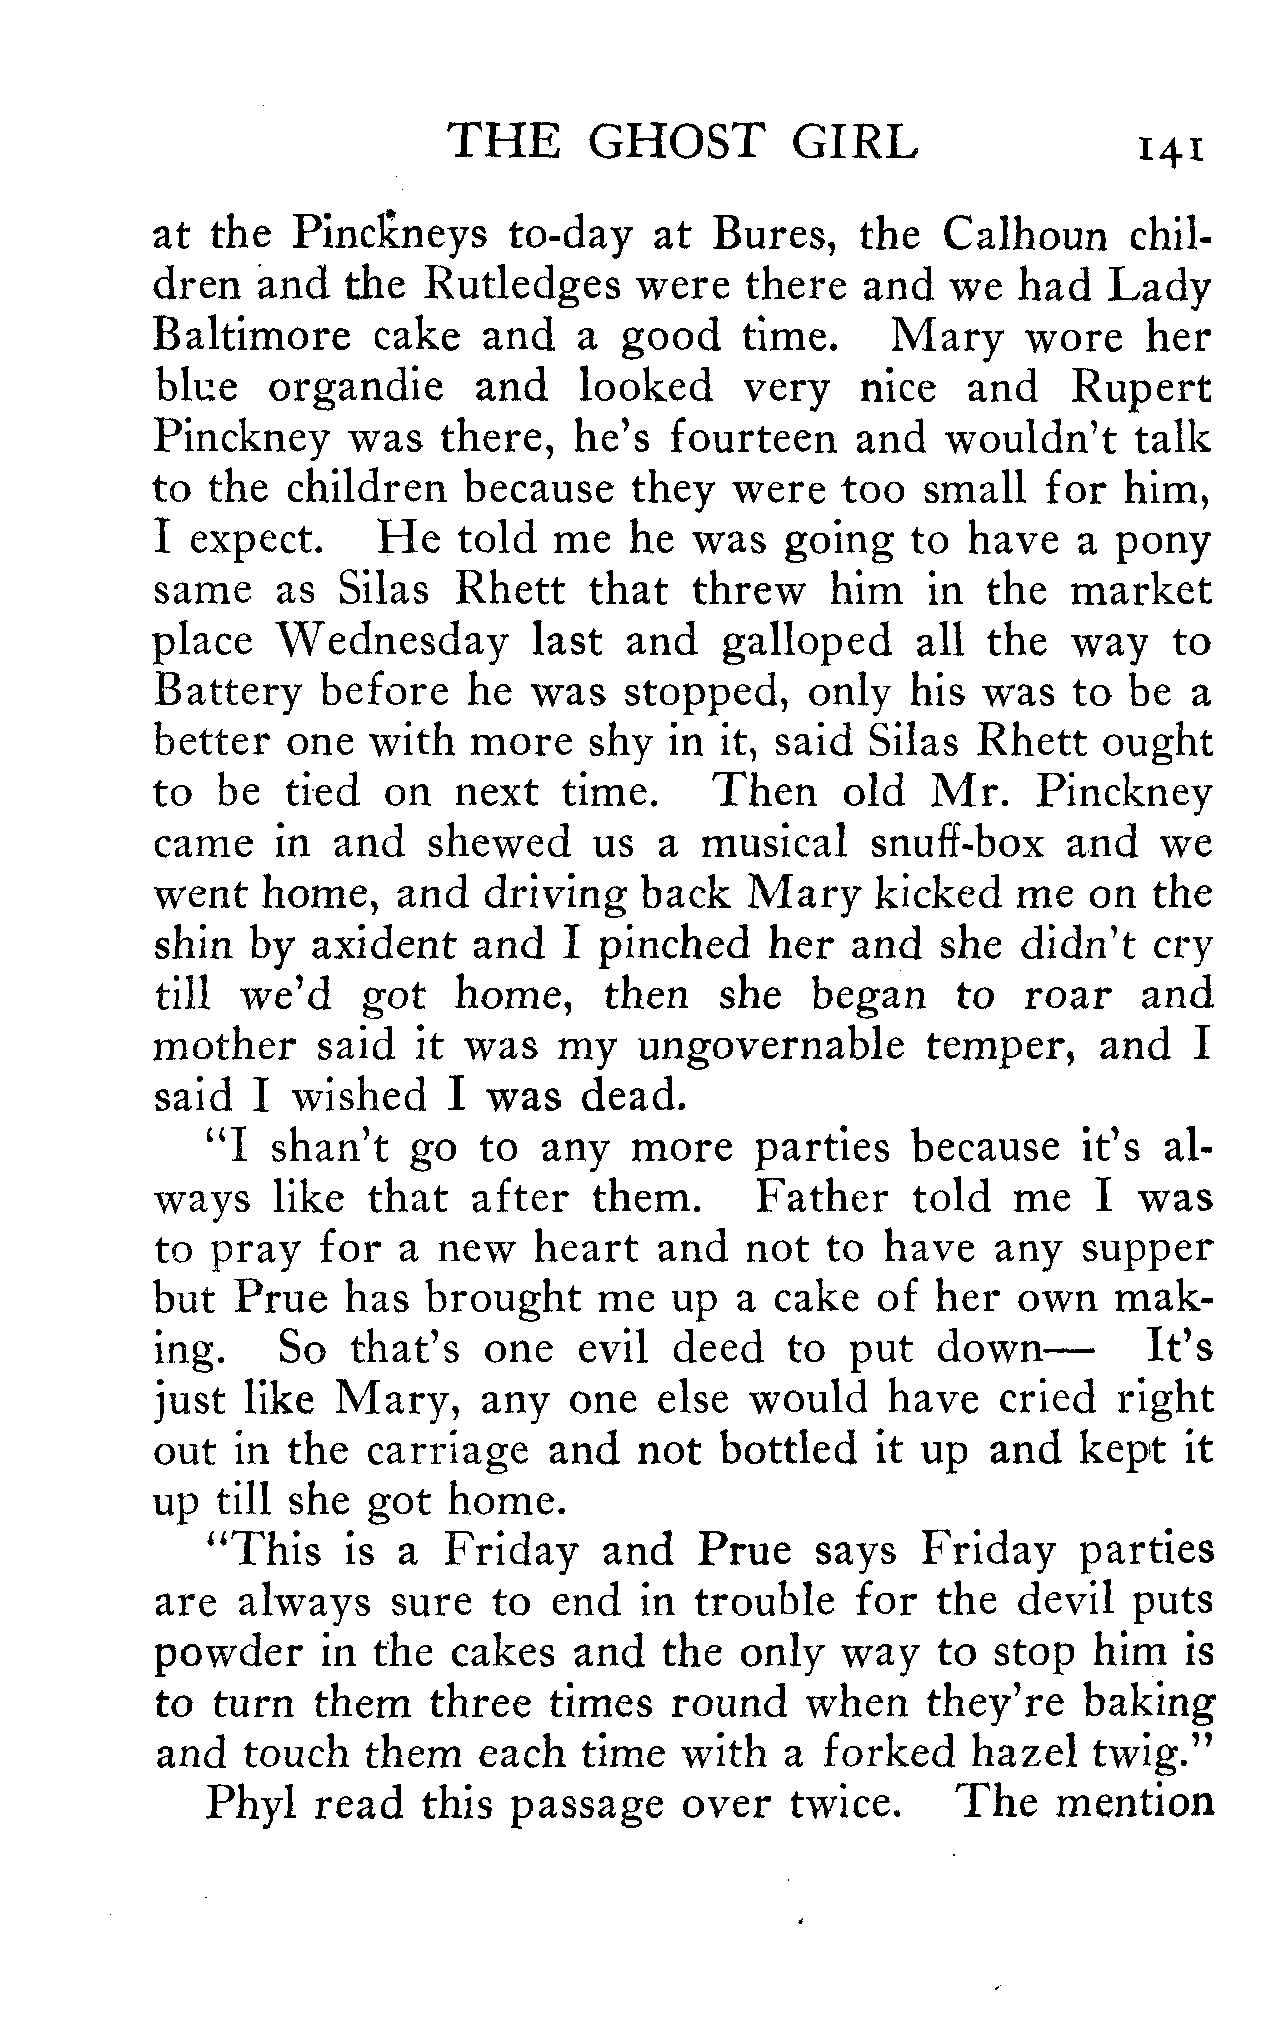 THE GHOST GIRL 141
at the Pinckneys to-day at Bures, the Calhoun chil-
dren and the Rutledges were there and we had Lady
Baltimore cake and a good time. Mary wore her
blue organdie and looked very nice and Rupert
Pinckney was there, he's fourteen and wouldn't talk
to the children because they were too small for him,
I expect. He told me he was going to have a pony
same as Silas Rhett that threw him in the market
place Wednesday last and galloped all the way to
Battery before he was stopped, only his was to be a
better one with more shy in it, said Silas Rhett ought
to be tied on next time. Then old Mr. Pinckney
came in and shewed us a musical snuff-box and we
went home, and driving back Mary kicked me on the
shin by axident and I pinched her and she didn't cry
till we'd got home, then she began to roar and
mother said it was my ungovernable temper, and I
said I wished I was dead.
"I shan't go to any more parties because it's al-
ways like that after them. Father told me I was
to pray for a new heart and not to have any supper
but Prue has brought me up a cake of her own mak-
ing. So that's one evil deed to put down— It's
just like Mary, any one else would have cried right
out in the carriage and not bottled it up and kept it
up till she got home.
"This is a Friday and Prue says Friday parties
are always sure to end in trouble for the devil puts
powder in the cakes and the only way to stop him is
to turn them three times round when they're baking
and touch them each time with a forked hazel twig."
Phyl read this passage over twice. The mention